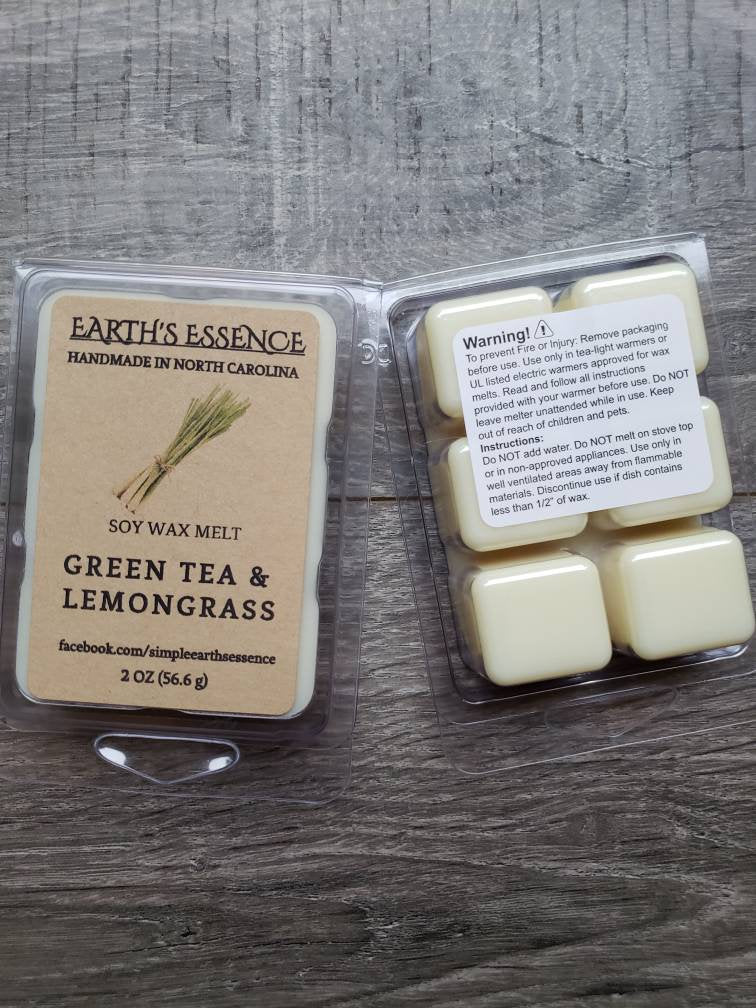 EARTH'S ESSENCE
HANDMADE IN NORTH CAROLINA
SOY WAX MELT
GREEN TEA &
LEMONGRASS
facebook.com/simpleearthsessence
2 OZ (56.6 g)
Warning!
To prevent Fire or Injury: Remove packaging
before use. Use only in tea-light warmers or
UL listed electric warmers approved for wax
melts. Read and follow all instructions
provided with your warmer before use. Do NOT
leave melter unattended while in use. Keep
out of reach of children and pets.
Instructions:
Do NOT add water. Do NOT melt on stove top
or in non-approved appliances. Use only in
well ventilated areas away from flammable
materials. Discontinue use if dish contains
less than 1/2" of wax.